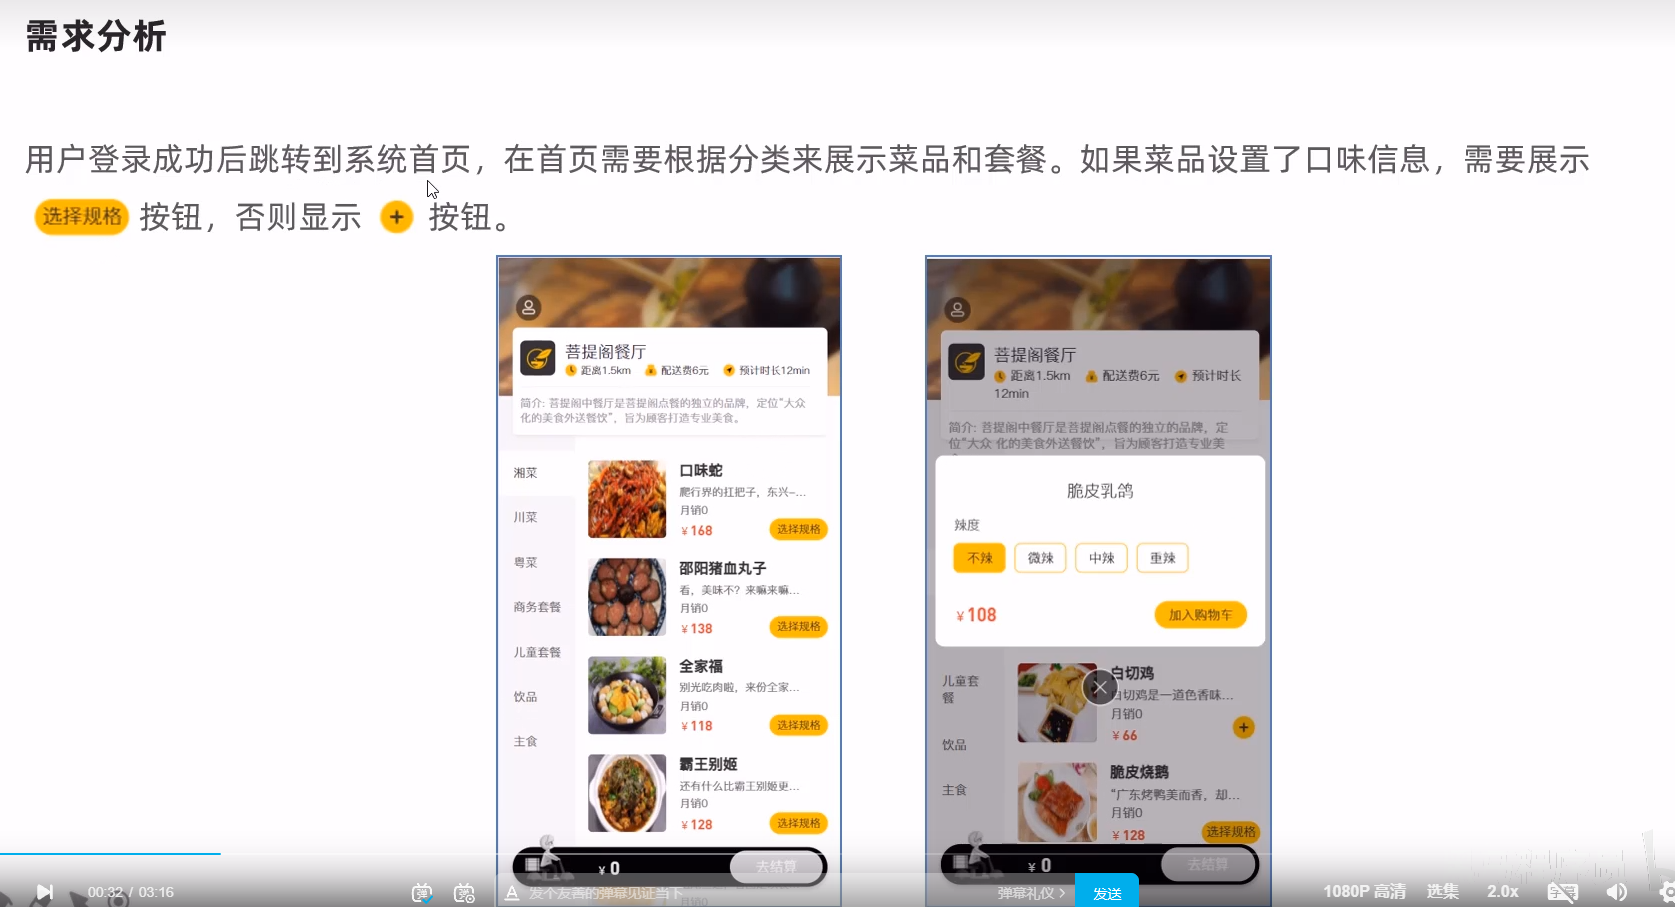 需求分析
用户登录成功后跳转到系统首页，在首页需要根据分类来展示菜品和套餐。如果菜品设置了口味信息，需要展示
选择规格 按钮，否则显示 + 按钮。
菩提阁餐厅
距离1.5km 配送费6元 预计时长12min
简介: 菩提阁中餐厅是菩提阁点餐的独立的品牌，定位“大众
化的美食外送餐饮”，旨为顾客打造专业美食。
湘菜
川菜
粤菜
商务套餐
儿童套餐
饮品
主食
口味蛇
爬行界的扛把子，东兴-...
月销0
￥168
选择规格
邵阳猪血丸子
看，美味不？来嘛来嘛...
月销0
￥138
选择规格
全家福
别光吃肉啦，来份全家...
月销0
￥118
选择规格
霸王别姬
还有什么比霸王别姬更...
月销0
￥128
选择规格
￥0
去结算
菩提阁餐厅
距离1.5km 配送费6元 预计时长
12min
简介: 菩提阁中餐厅是菩提阁点餐的独立的品牌，定
位“大众 化的美食外送餐饮”，旨为顾客打造专业美
脆皮乳鸽
辣度
不辣 微辣 中辣 重辣
￥108
加入购物车
儿童套
餐
饮品
主食
白切鸡
白切鸡是一道色香味...
月销0
￥66
+
脆皮烧鹅
“广东烤鸭美而香，却...
月销0
￥128
选择规格
￥0
去结算
00:32 / 03:16
发个友善的弹幕见证当下
弹幕礼仪 >
发送
1080P 高清
选集
2.0x